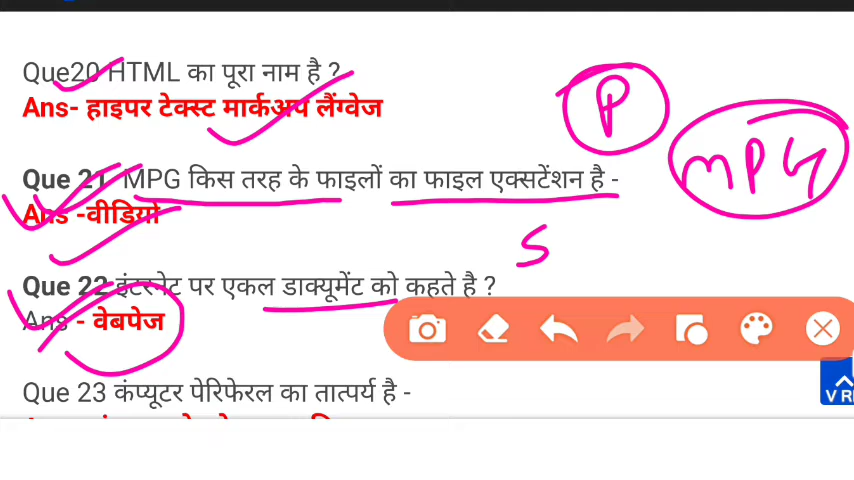 Que20 HTML का पूरा नाम है ?
Ans- हाइपर टेक्स्ट मार्कअप लैंग्वेज
P
Que 21 MPG किस तरह के फाइलों का फाइल एक्सटेंशन है -
MPG
Ans -वीडियो
S
Que 22 इंटरनेट पर एकल डाक्यूमेंट को कहते है ?
Ans - वेबपेज
Que 23 कंप्यूटर पेरिफेरल का तात्पर्य है -